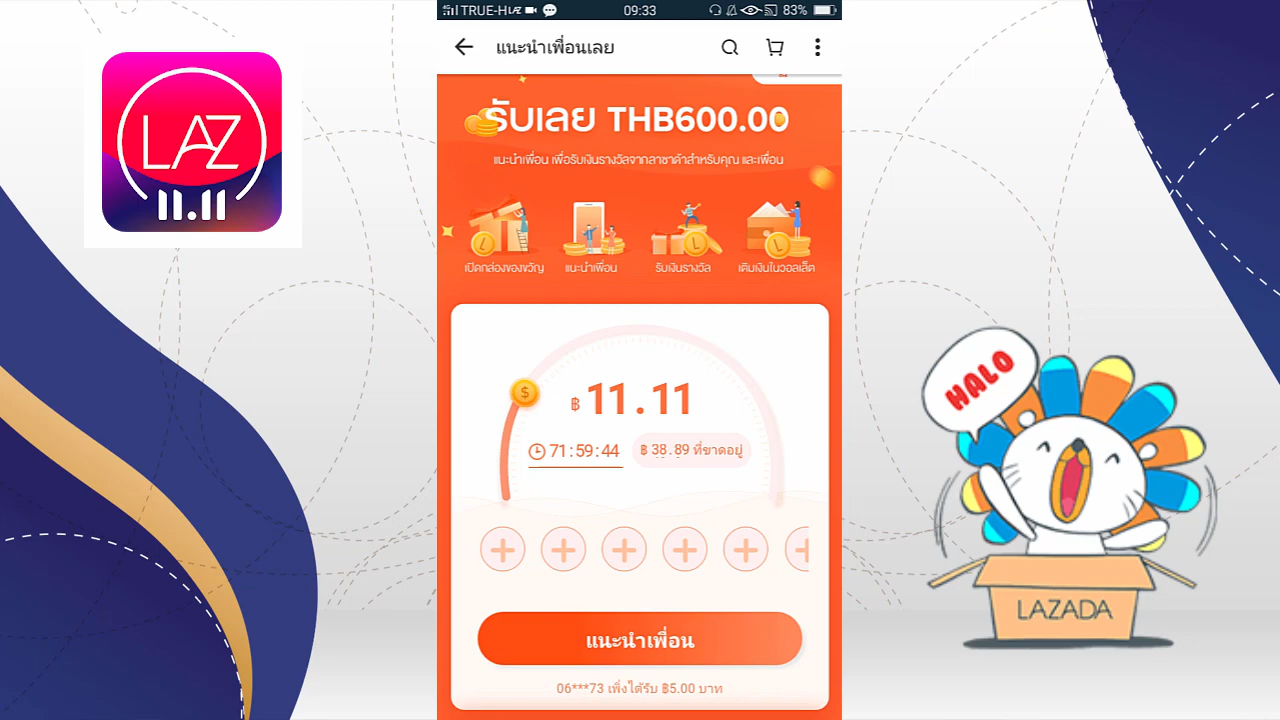 LAZ
11.11
TRUE-H LAZ
09:33
83%
แนะนำเพื่อนเลย
รับเลย THB600.00
แนะนำเพื่อน เพื่อรับเงินรางวัลจากลาซาด้าสำหรับคุณ และเพื่อน
เปิดกล่องของขวัญ
แนะนำเพื่อน
รับเงินรางวัล
เติมเงินในวอลเล็ต
฿ 11.11
71:59:44
฿ 38.89 ที่ขาดอยู่
แนะนำเพื่อน
06***73 เพิ่งได้รับ ฿5.00 บาท
HALO
LAZADA